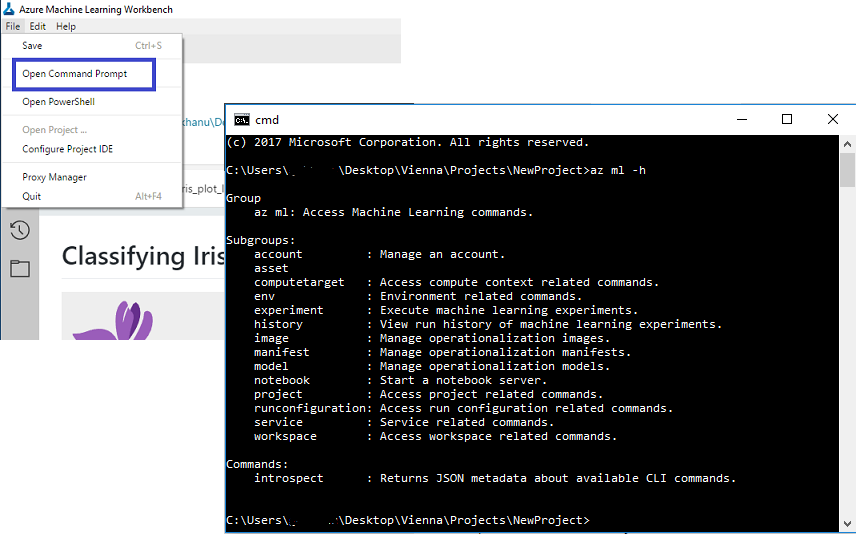 Azure Machine Learning Workbench
File Edit Help
Save Ctrl+S
Open Command Prompt
Open PowerShell
Open Project ...
Configure Project IDE
Proxy Manager
Quit Alt+F4
Classifying Iris
cmd
(c) 2017 Microsoft Corporation. All rights reserved.
C:\Users\ \Desktop\Vienna\Projects\NewProject>az ml -h
Group
az ml: Access Machine Learning commands.
Subgroups:
account : Manage an account.
asset
computetarget : Access compute context related commands.
env : Environment related commands.
experiment : Execute machine learning experiments.
history : View run history of machine learning experiments.
image : Manage operationalization images.
manifest : Manage operationalization manifests.
model : Manage operationalization models.
notebook : Start a notebook server.
project : Access project related commands.
runconfiguration: Access run configuration related commands.
service : Service related commands.
workspace : Access workspace related commands.
Commands:
introspect : Returns JSON metadata about available CLI commands.
C:\Users\ \Desktop\Vienna\Projects\NewProject>